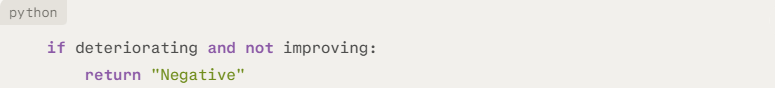 python
if deteriorating and not improving:
    return "Negative"